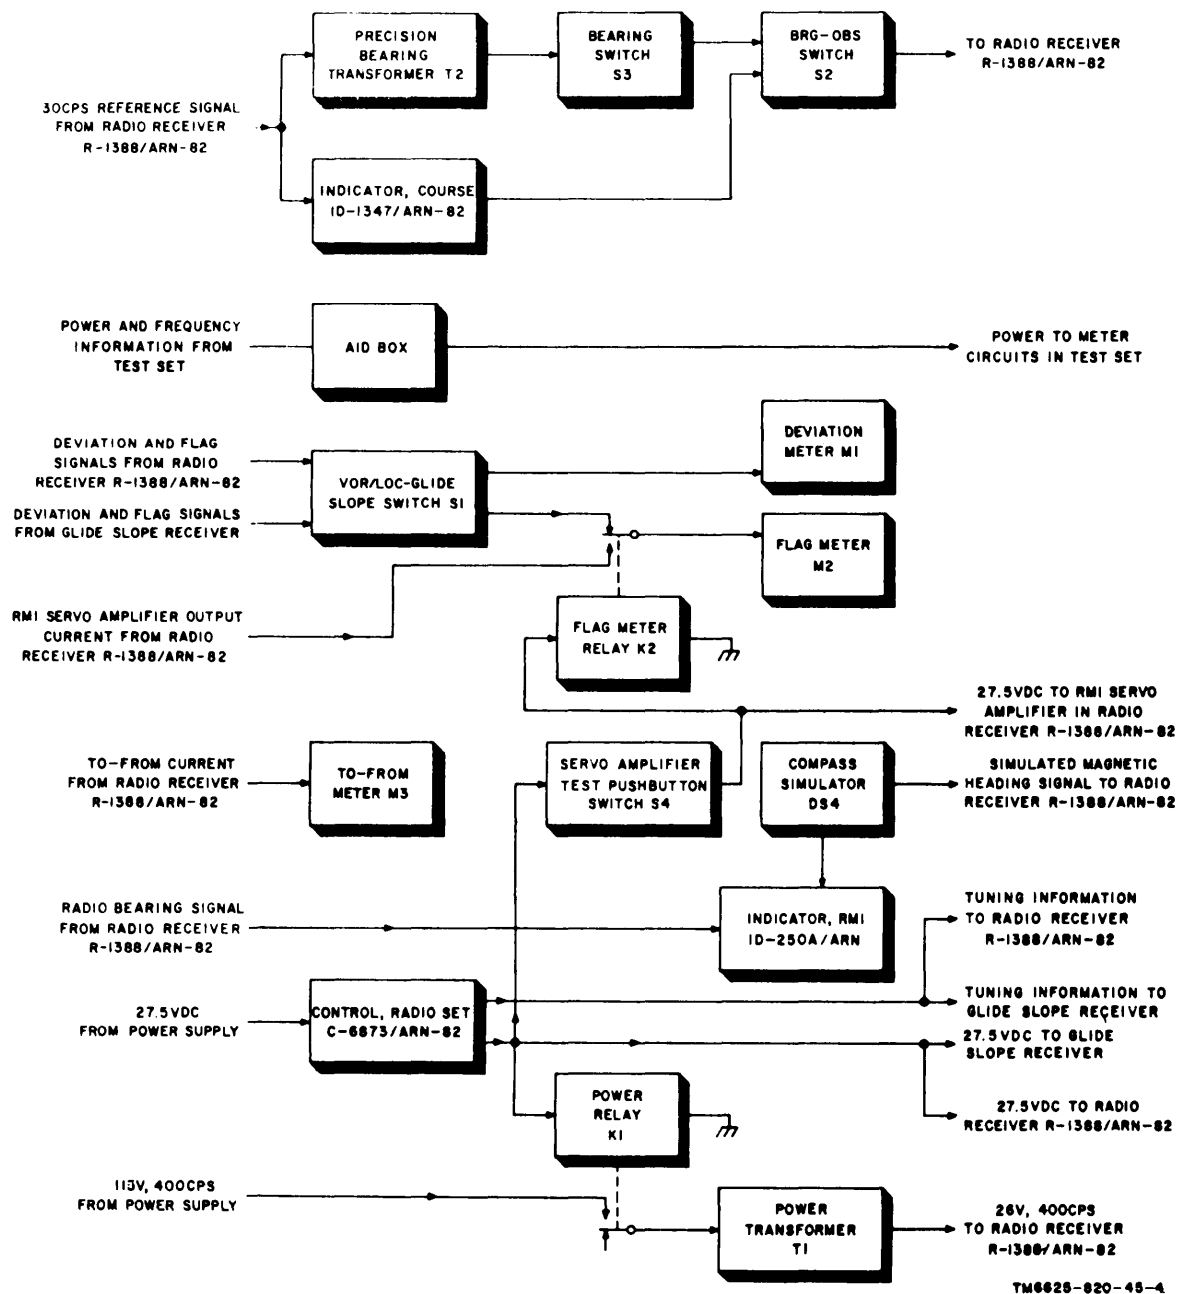 PRECISION
BEARING
TRANSFORMER T2
BEARING
SWITCH
S3
BRG-OBS
SWITCH
S2
TO RADIO RECEIVER
R-1388/ARN-82
30CPS REFERENCE SIGNAL
FROM RADIO RECEIVER
R-1388/ARN-82
INDICATOR, COURSE
ID-1347/ARN-82
POWER AND FREQUENCY
INFORMATION FROM
TEST SET
AID BOX
POWER TO METER
CIRCUITS IN TEST SET
DEVIATION AND FLAG
SIGNALS FROM RADIO
RECEIVER R-1388/ARN-82
DEVIATION AND FLAG SIGNALS
FROM GLIDE SLOPE RECEIVER
VOR/LOC-GLIDE
SLOPE SWITCH S1
DEVIATION
METER M1
FLAG METER
M2
RMI SERVO AMPLIFIER OUTPUT
CURRENT FROM RADIO
RECEIVER R-1388/ARN-82
FLAG METER
RELAY K2
27.5VDC TO RMI SERVO
AMPLIFIER IN RADIO
RECEIVER R-1388/ARN-82
TO-FROM CURRENT
FROM RADIO RECEIVER
R-1388/ARN-82
TO-FROM
METER M3
SERVO AMPLIFIER
TEST PUSHBUTTON
SWITCH S4
COMPASS
SIMULATOR
DS4
SIMULATED MAGNETIC
HEADING SIGNAL TO RADIO
RECEIVER R-1388/ARN-82
RADIO BEARING SIGNAL
FROM RADIO RECEIVER
R-1388/ARN-82
INDICATOR, RMI
ID-250A/ARN
TUNING INFORMATION
TO RADIO RECEIVER
R-1388/ARN-82
27.5VDC
FROM POWER SUPPLY
CONTROL, RADIO SET
C-6873/ARN-82
TUNING INFORMATION TO
GLIDE SLOPE RECEIVER
27.5VDC TO GLIDE
SLOPE RECEIVER
POWER
RELAY
K1
27.5VDC TO RADIO
RECEIVER R-1388/ARN-82
115V, 400CPS
FROM POWER SUPPLY
POWER
TRANSFORMER
T1
26V, 400CPS
TO RADIO RECEIVER
R-1388/ARN-82
TM6625-820-45-4